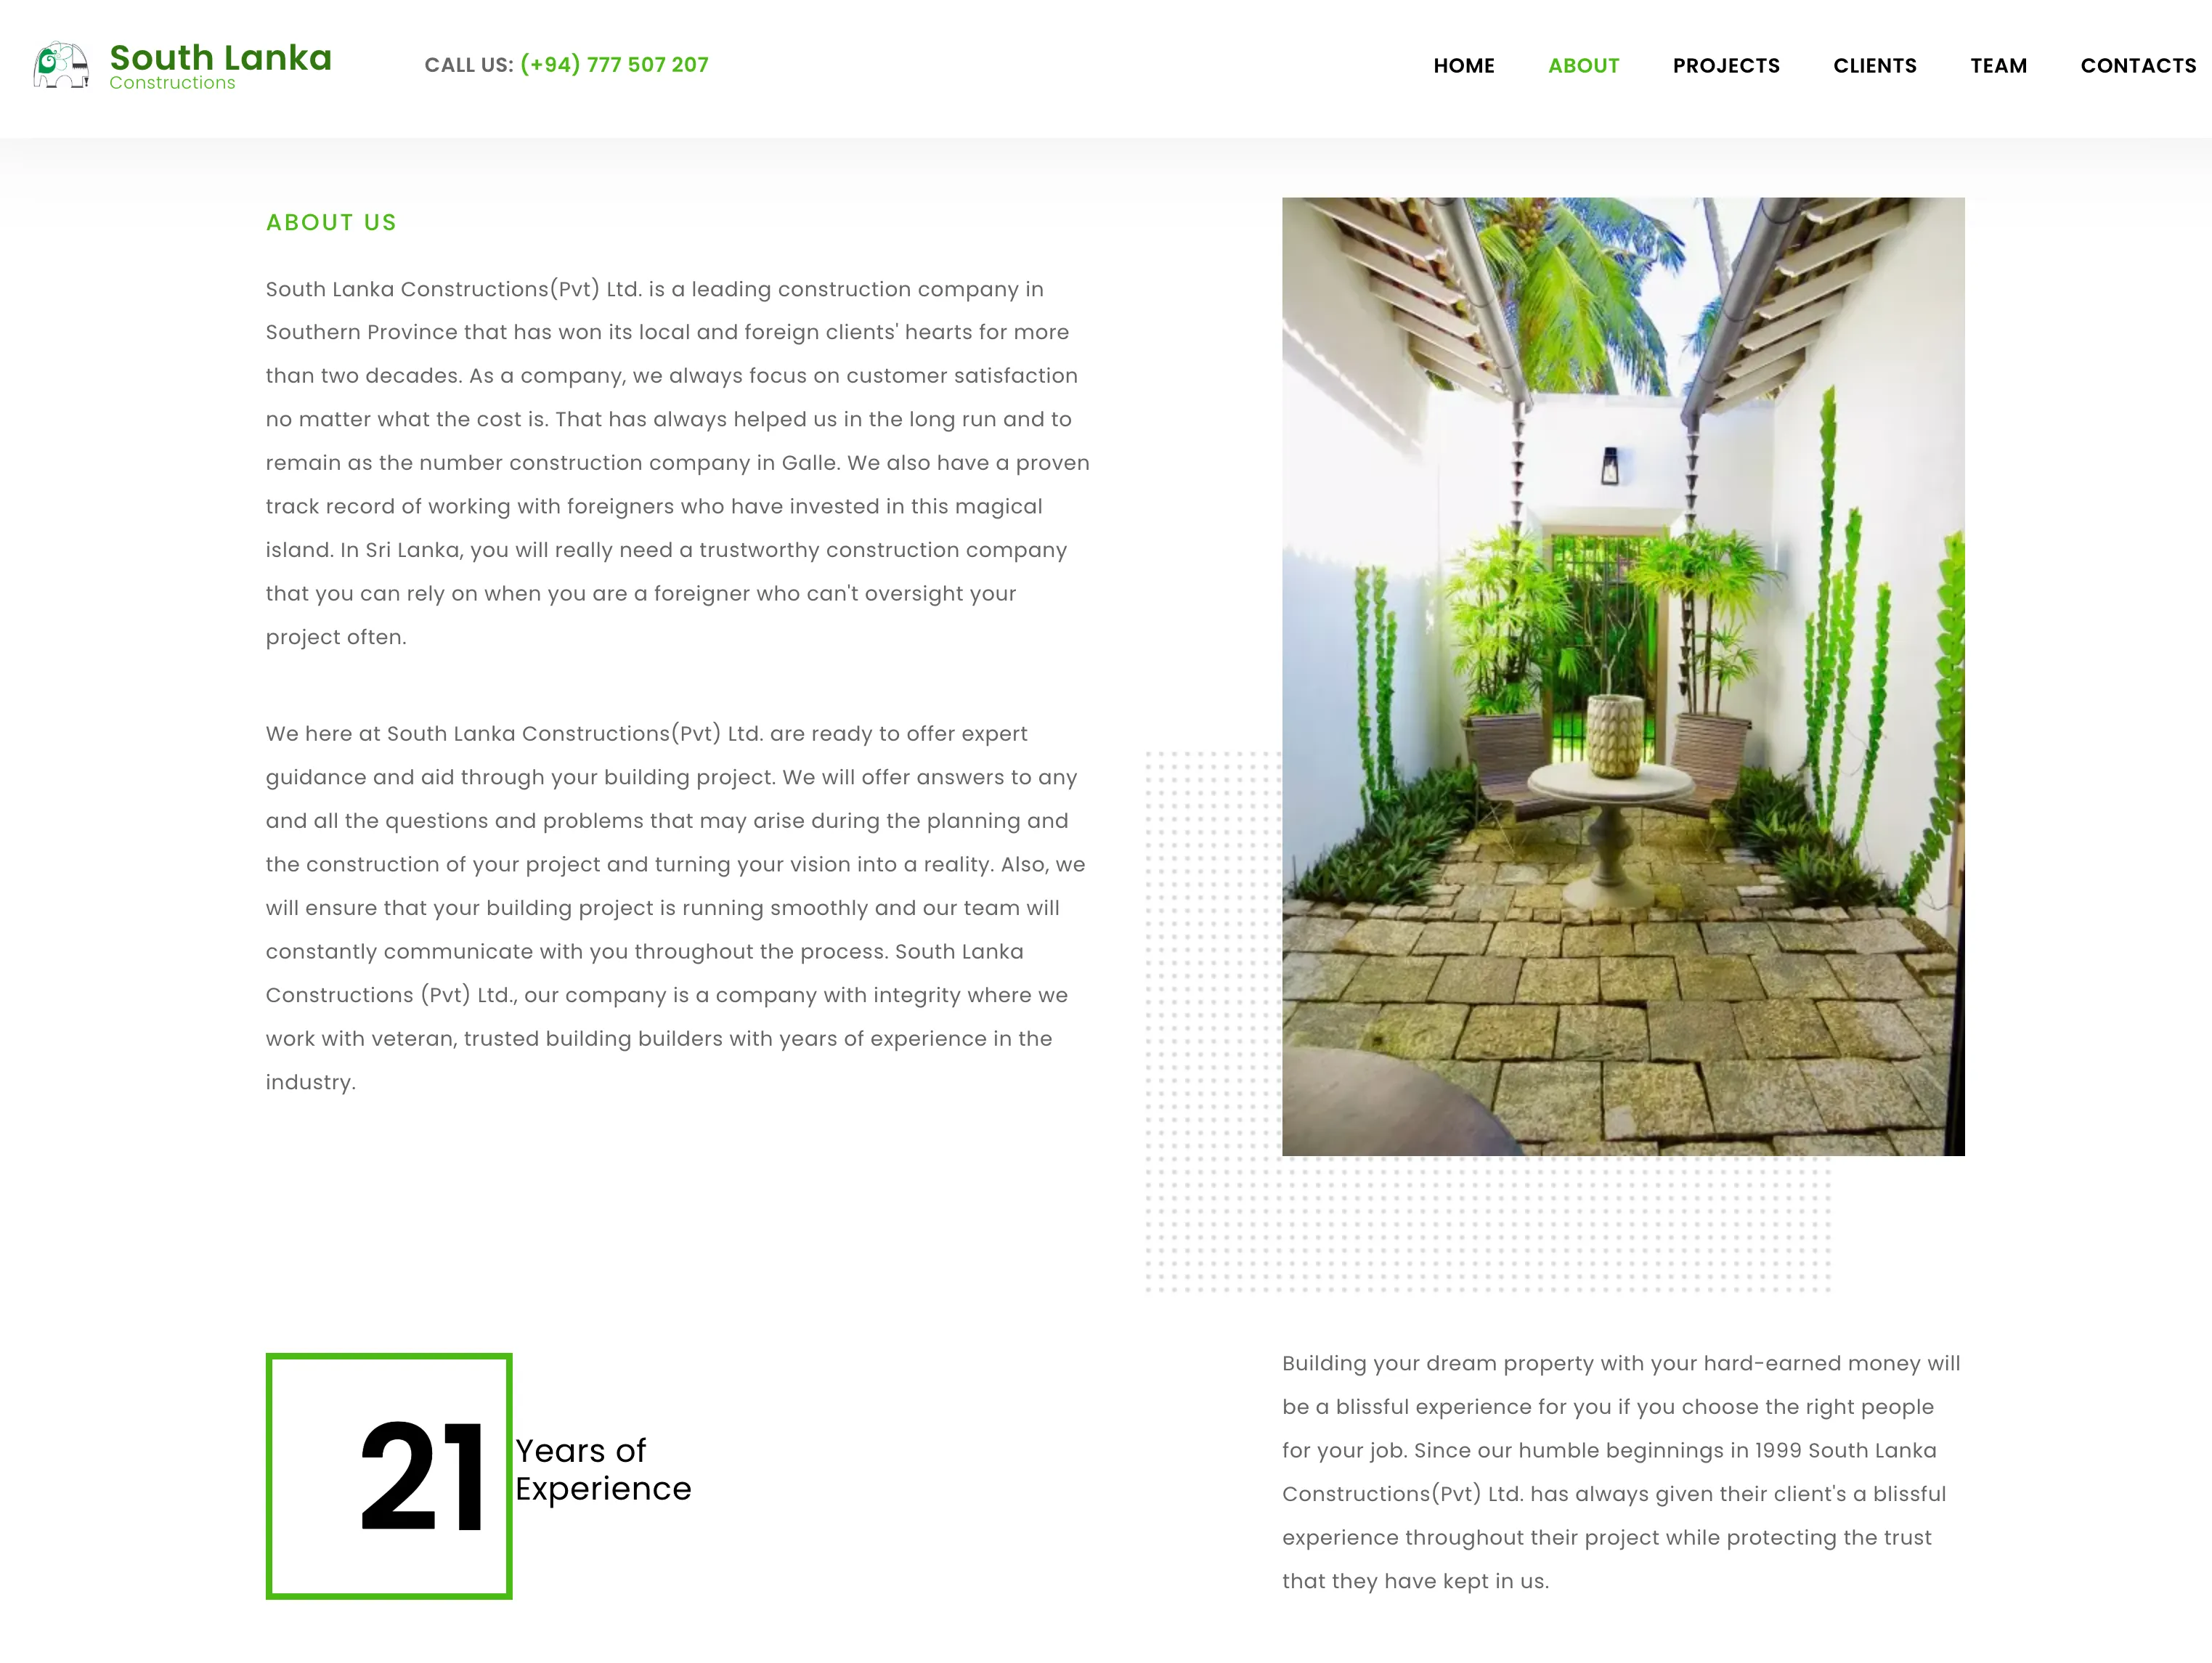 South Lanka
Constructions
CALL US: (+94) 777 507 207
HOME ABOUT PROJECTS CLIENTS TEAM CONTACTS
ABOUT US
South Lanka Constructions(Pvt) Ltd. is a leading construction company in
Southern Province that has won its local and foreign clients' hearts for more
than two decades. As a company, we always focus on customer satisfaction
no matter what the cost is. That has always helped us in the long run and to
remain as the number construction company in Galle. We also have a proven
track record of working with foreigners who have invested in this magical
island. In Sri Lanka, you will really need a trustworthy construction company
that you can rely on when you are a foreigner who can't oversight your
project often.
We here at South Lanka Constructions(Pvt) Ltd. are ready to offer expert
guidance and aid through your building project. We will offer answers to any
and all the questions and problems that may arise during the planning and
the construction of your project and turning your vision into a reality. Also, we
will ensure that your building project is running smoothly and our team will
constantly communicate with you throughout the process. South Lanka
Constructions (Pvt) Ltd., our company is a company with integrity where we
work with veteran, trusted building builders with years of experience in the
industry.
21
Years of
Experience
Building your dream property with your hard-earned money will
be a blissful experience for you if you choose the right people
for your job. Since our humble beginnings in 1999 South Lanka
Constructions(Pvt) Ltd. has always given their client's a blissful
experience throughout their project while protecting the trust
that they have kept in us.